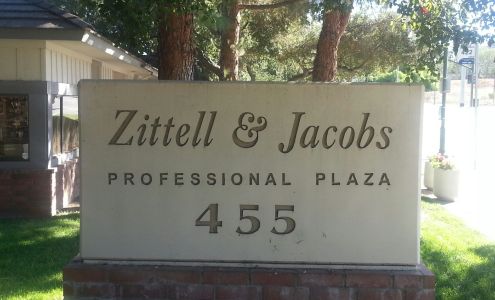 Zittell & Jacobs
PROFESSIONAL PLAZA
455